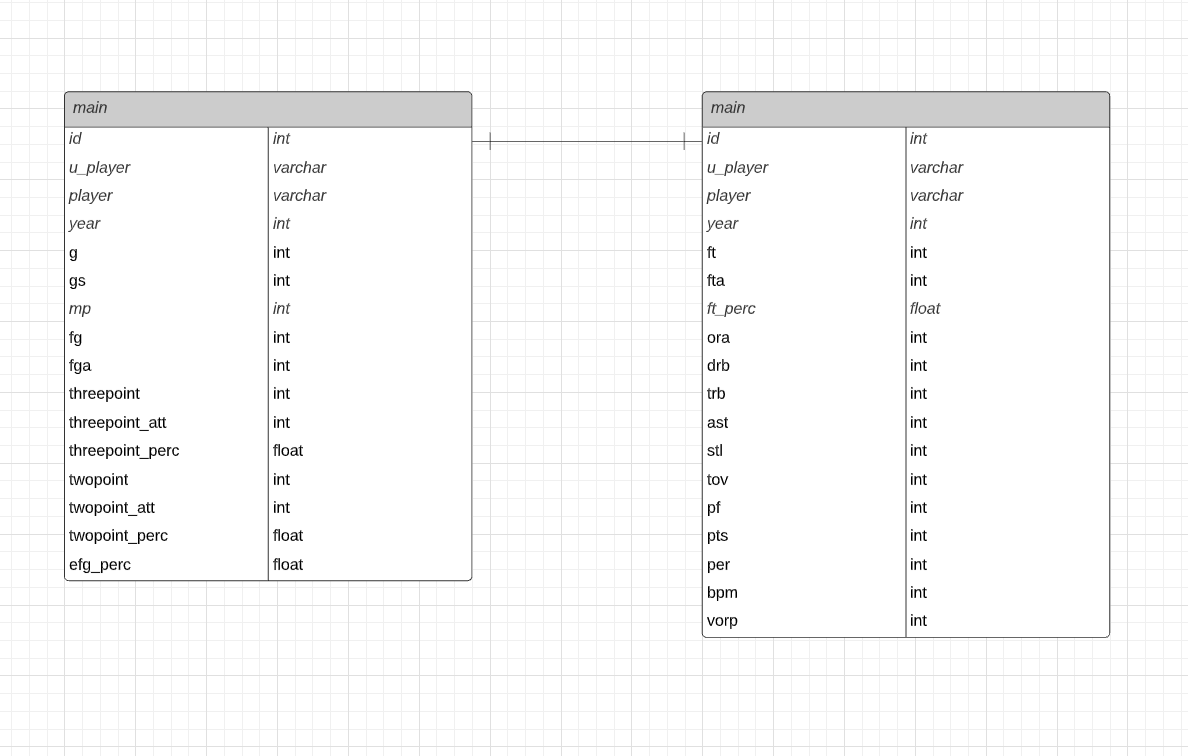 main
id int
u_player varchar
player varchar
year int
g int
gs int
mp int
fg int
fga int
threepoint int
threepoint_att int
threepoint_perc float
twopoint int
twopoint_att int
twopoint_perc float
efg_perc float
main
id int
u_player varchar
player varchar
year int
ft int
fta int
ft_perc float
ora int
drb int
trb int
ast int
stl int
tov int
pf int
pts int
per int
bpm int
vorp int